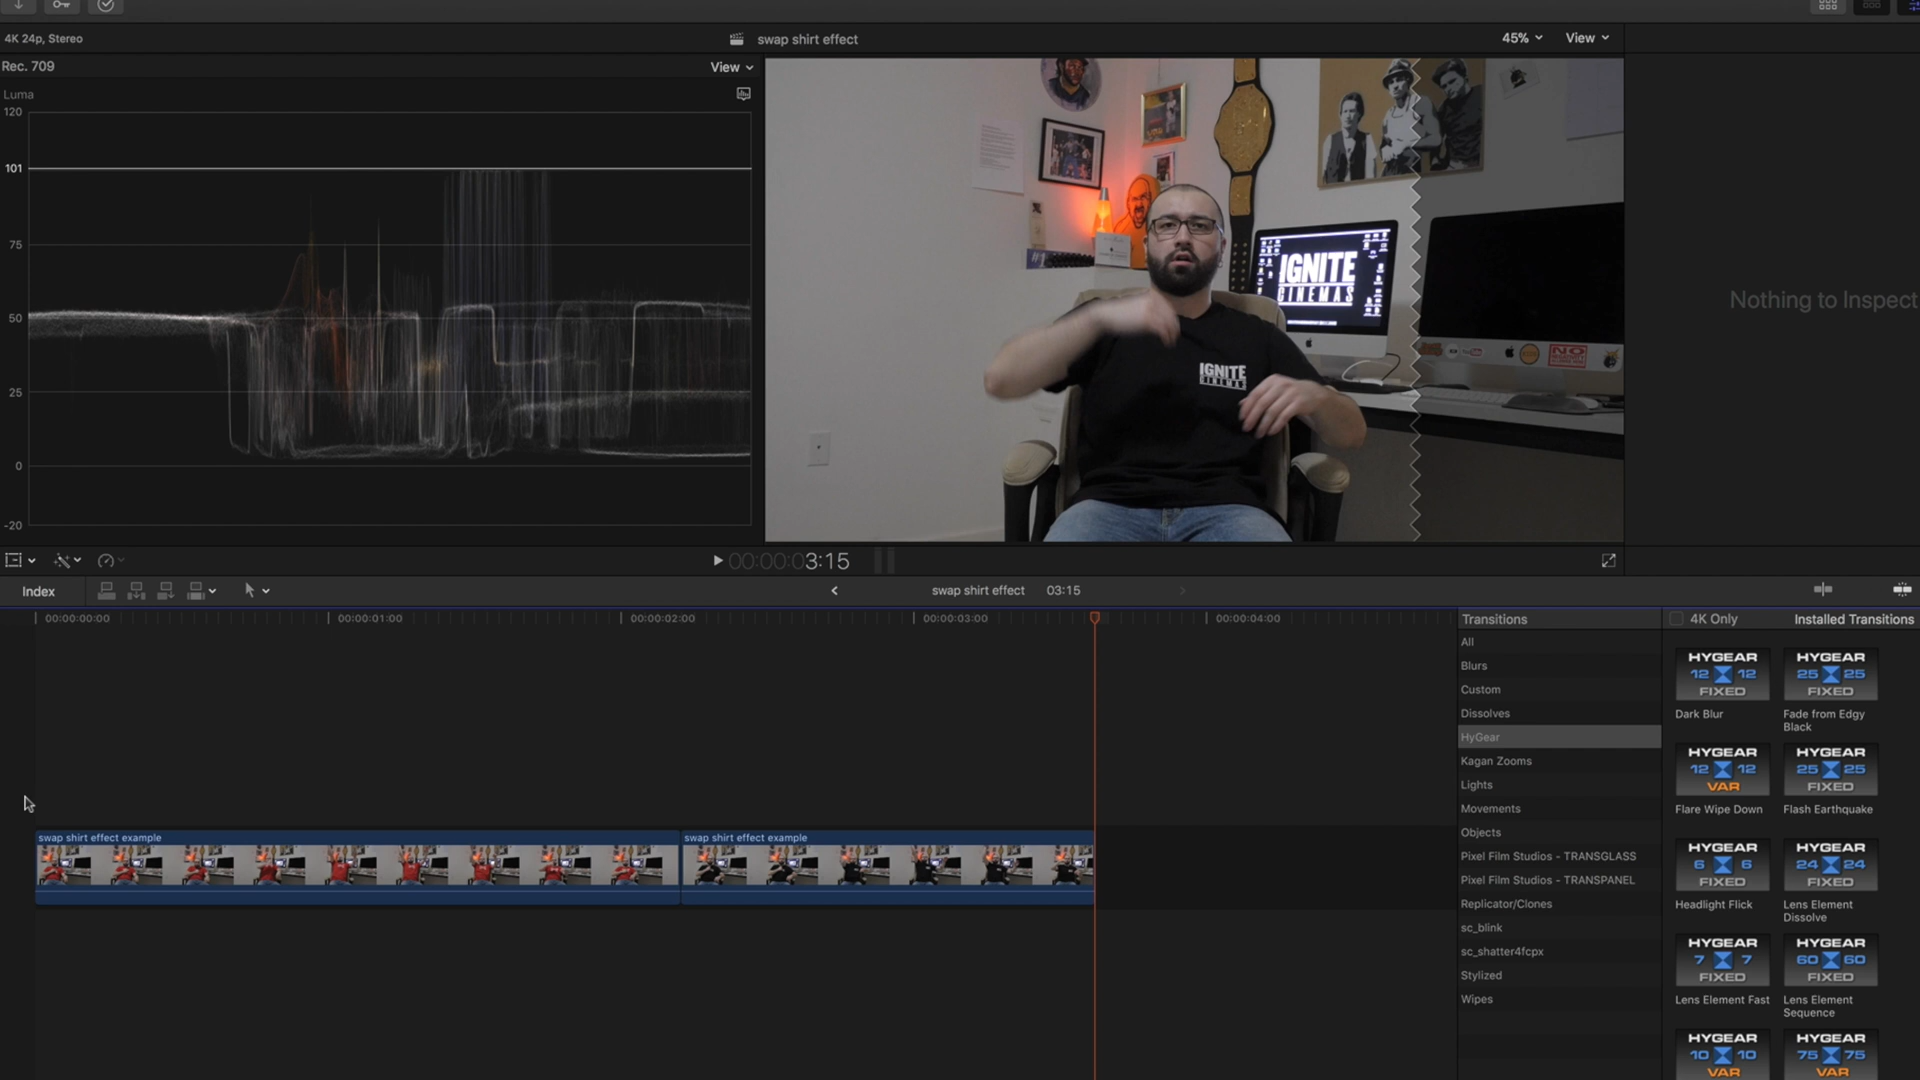 4K 24p, Stereo
swap shirt effect
45%
View
Rec. 709
View
Luma
120
101
75
50
25
0
-20
IGNITE
CINEMAS
IGNITE
CINEMAS
#1
NO
Nothing to Inspect
00:00:03:15
Index
swap shirt effect
03:15
00:00:00:00
00:00:01:00
00:00:02:00
00:00:03:00
00:00:04:00
swap shirt effect example
swap shirt effect example
Transitions
All
Blurs
Custom
Dissolves
HyGear
Kagan Zooms
Lights
Movements
Objects
Pixel Film Studios - TRANSGLASS
Pixel Film Studios - TRANSPANEL
Replicator/Clones
sc_blink
sc_shatter4fcpx
Stylized
Wipes
4K Only
Installed Transitions
HYGEAR
12 12
FIXED
Dark Blur
HYGEAR
25 25
FIXED
Fade from Edgy
Black
HYGEAR
12 12
VAR
Flare Wipe Down
HYGEAR
25 25
FIXED
Flash Earthquake
HYGEAR
6 6
FIXED
Headlight Flick
HYGEAR
24 24
FIXED
Lens Element
Dissolve
HYGEAR
7 7
FIXED
Lens Element Fast
HYGEAR
60 60
FIXED
Lens Element
Sequence
HYGEAR
10 10
VAR
HYGEAR
75 75
VAR